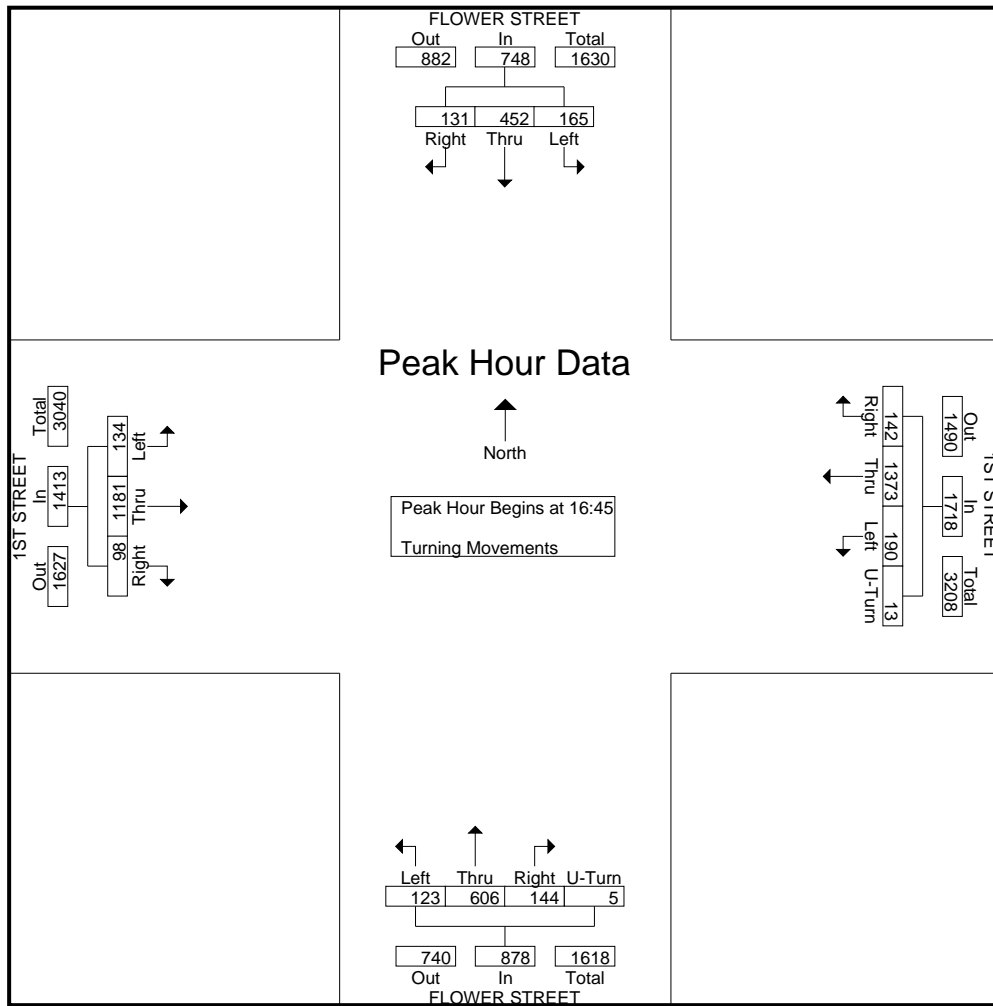 FLOWER STREET
Out In Total
882 748 1630
131 452 165
Right Thru Left
Peak Hour Data
North
Peak Hour Begins at 16:45
Turning Movements
1ST STREET
Out In Total
1627 1413 3040
98 1181 134
Right Thru Left
1ST STREET
Out In Total
1490 1718 3208
142 1373 190 13
Right Thru Left U-Turn
Left Thru Right U-Turn
123 606 144 5
740 878 1618
Out In Total
FLOWER STREET